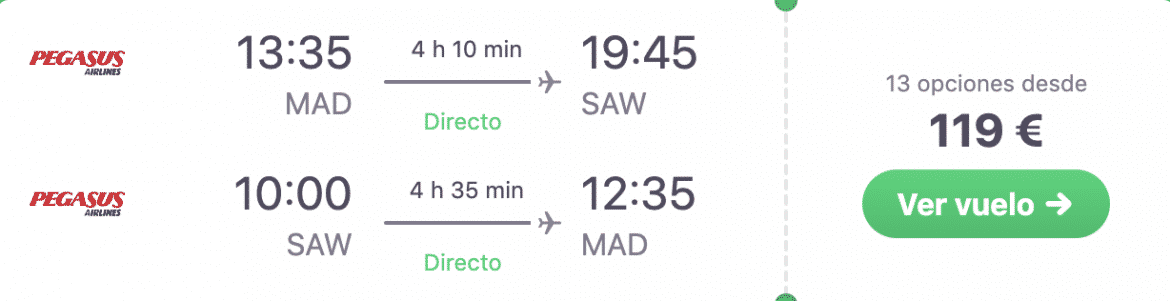 PEGASUS
AIRLINES
13:35
4 h 10 min
19:45
MAD
Directo
SAW
PEGASUS
AIRLINES
10:00
4 h 35 min
12:35
SAW
Directo
MAD
13 opciones desde
119 €
Ver vuelo →